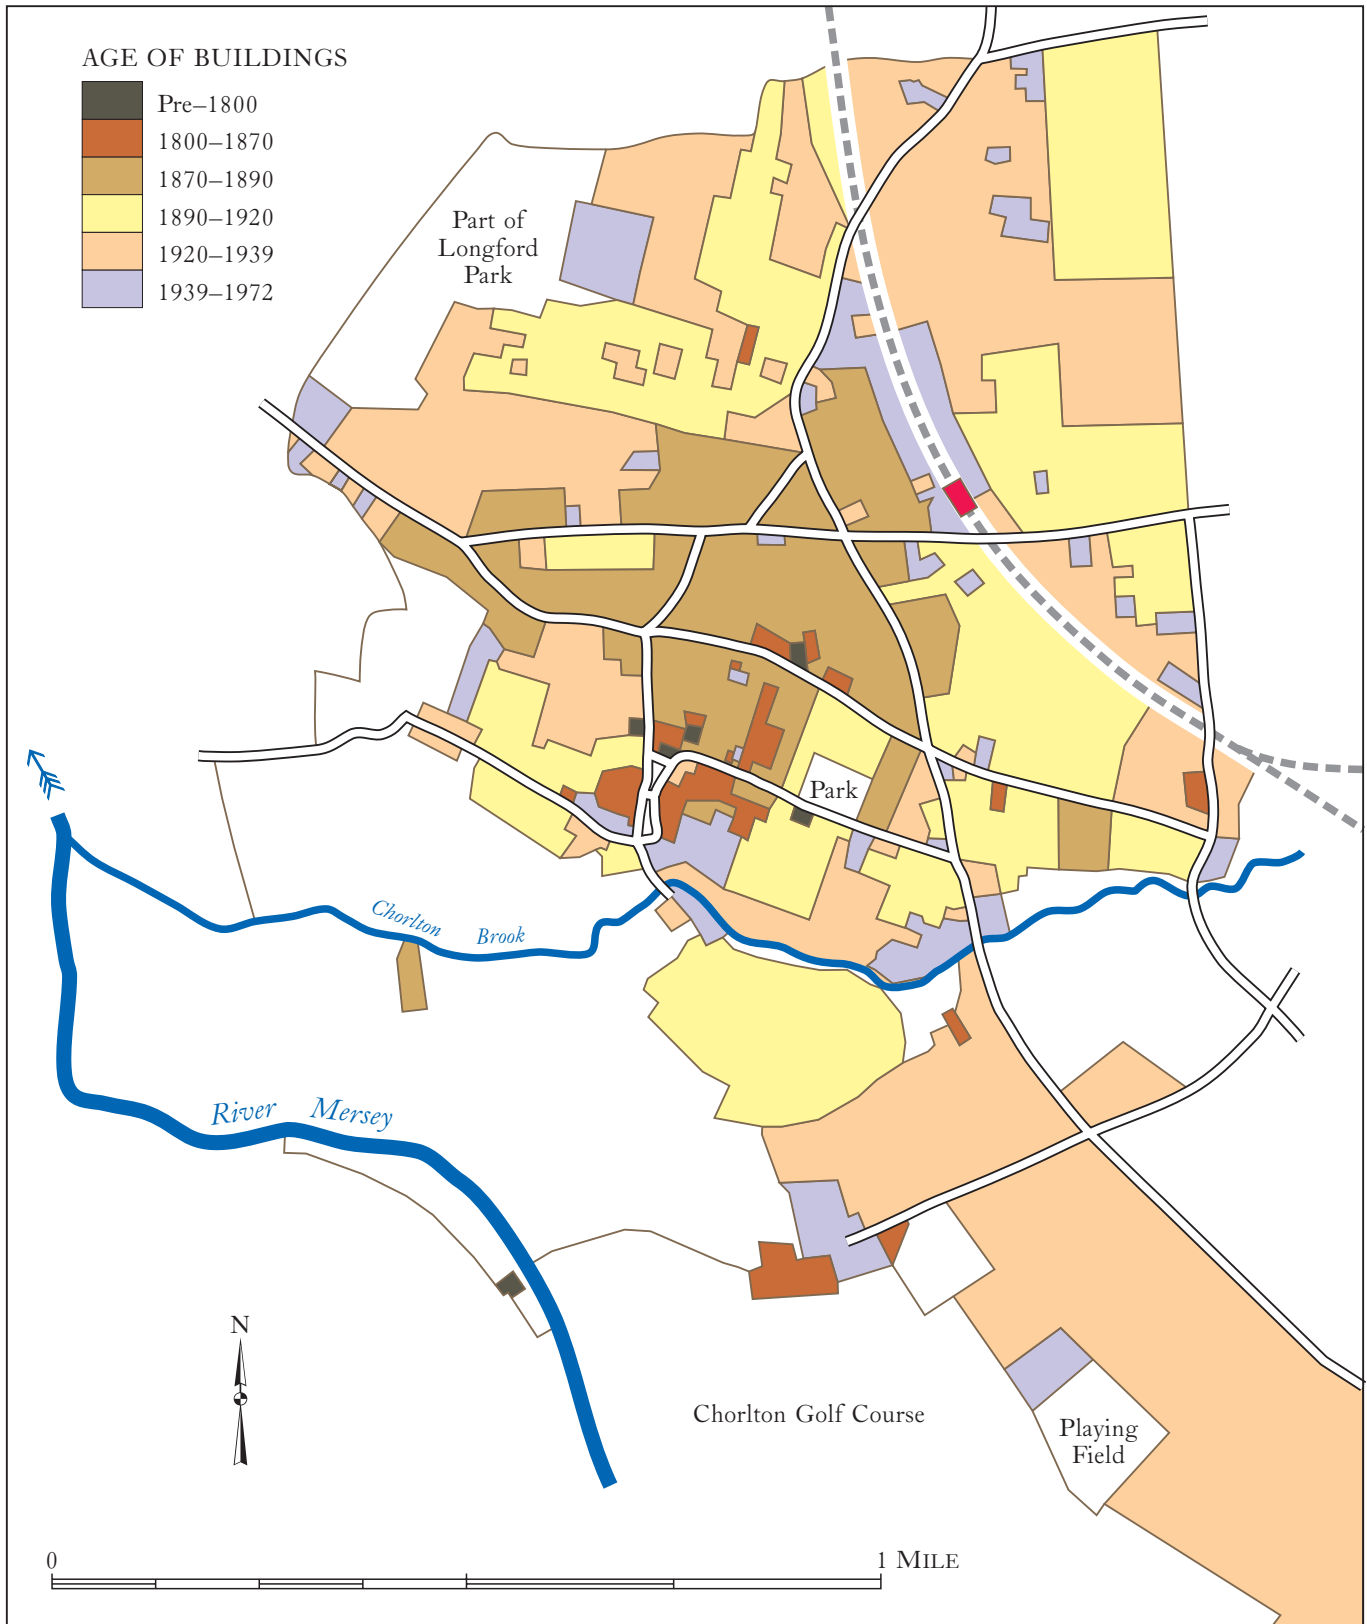 AGE OF BUILDINGS
Pre–1800
1800–1870
1870–1890
1890–1920
1920–1939
1939–1972
Part of
Longford
Park
Park
Chorlton Brook
River Mersey
N
Chorlton Golf Course
Playing
Field
0
1 MILE